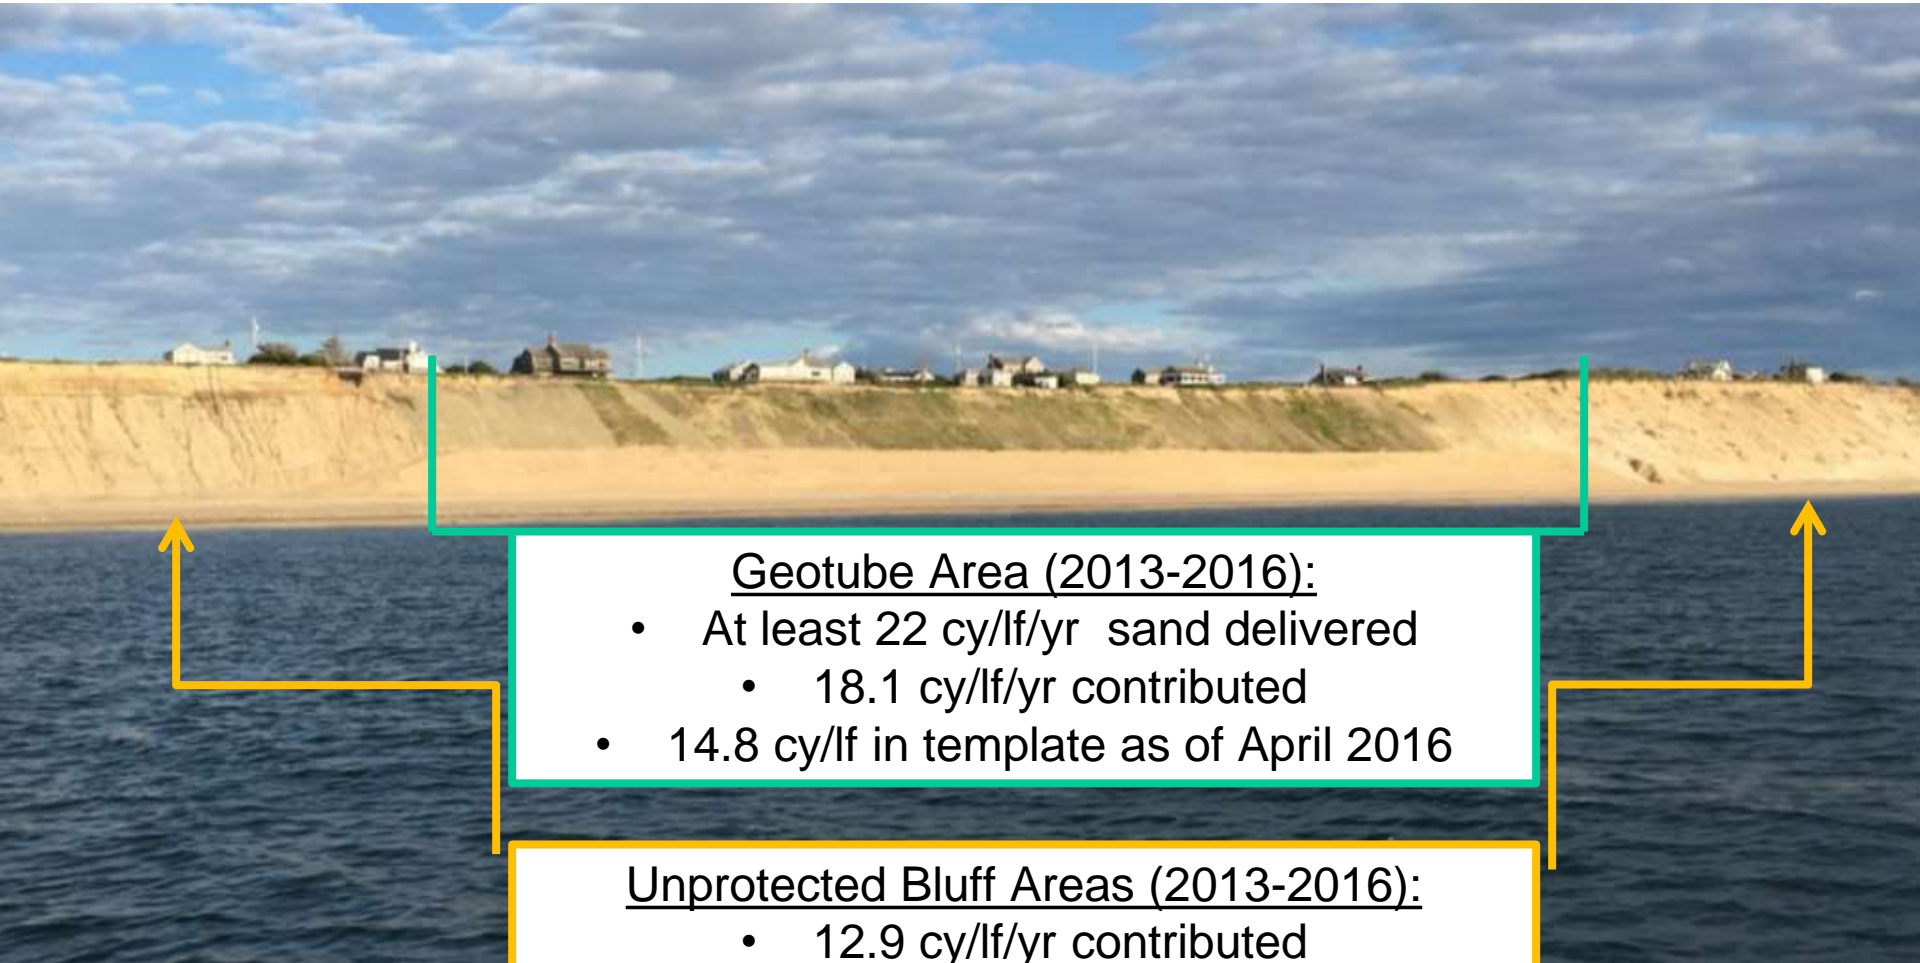 Geotube Area (2013-2016):
• At least 22 cy/lf/yr sand delivered
• 18.1 cy/lf/yr contributed
• 14.8 cy/lf in template as of April 2016
Unprotected Bluff Areas (2013-2016):
• 12.9 cy/lf/yr contributed